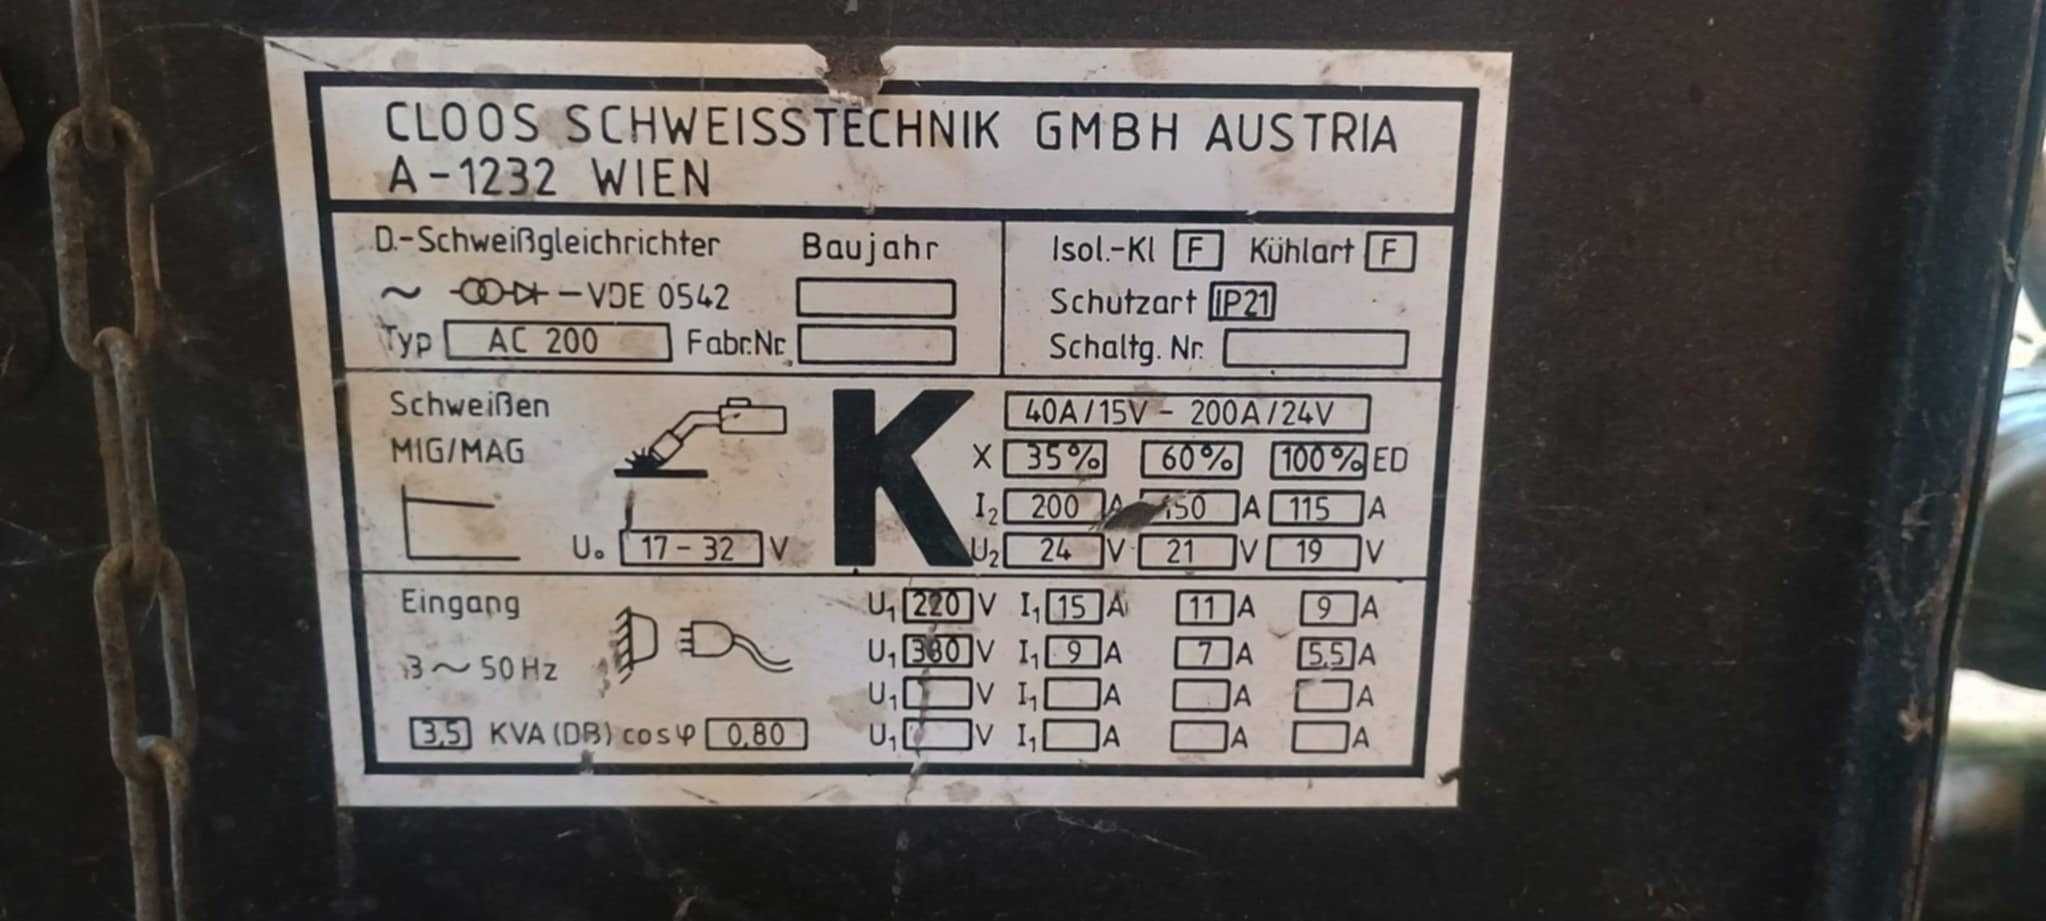 CLOOS SCHWEISSTECHNIK GMBH AUSTRIA
A-1232 WIEN
D.-Schweißgleichrichter Baujahr
~ -VDE 0542
Typ AC 200 Fabr.Nr.
Isol.-Kl F Kühlart F
Schutzart IP21
Schaltg. Nr.
Schweißen
MIG/MAG
U₀ 17-32 V
K
40A/15V - 200A/24V
X 35% 60% 100% ED
I₂ 200 A 150 A 115 A
U₂ 24 V 21 V 19 V
Eingang
3~50Hz
3,5 KVA (DB) cosφ 0,80
U₁ 220 V I₁ 15 A 11 A 9 A
U₁ 380 V I₁ 9 A 7 A 5,5 A
U₁ V I₁ A A A
U₁ V I₁ A A A